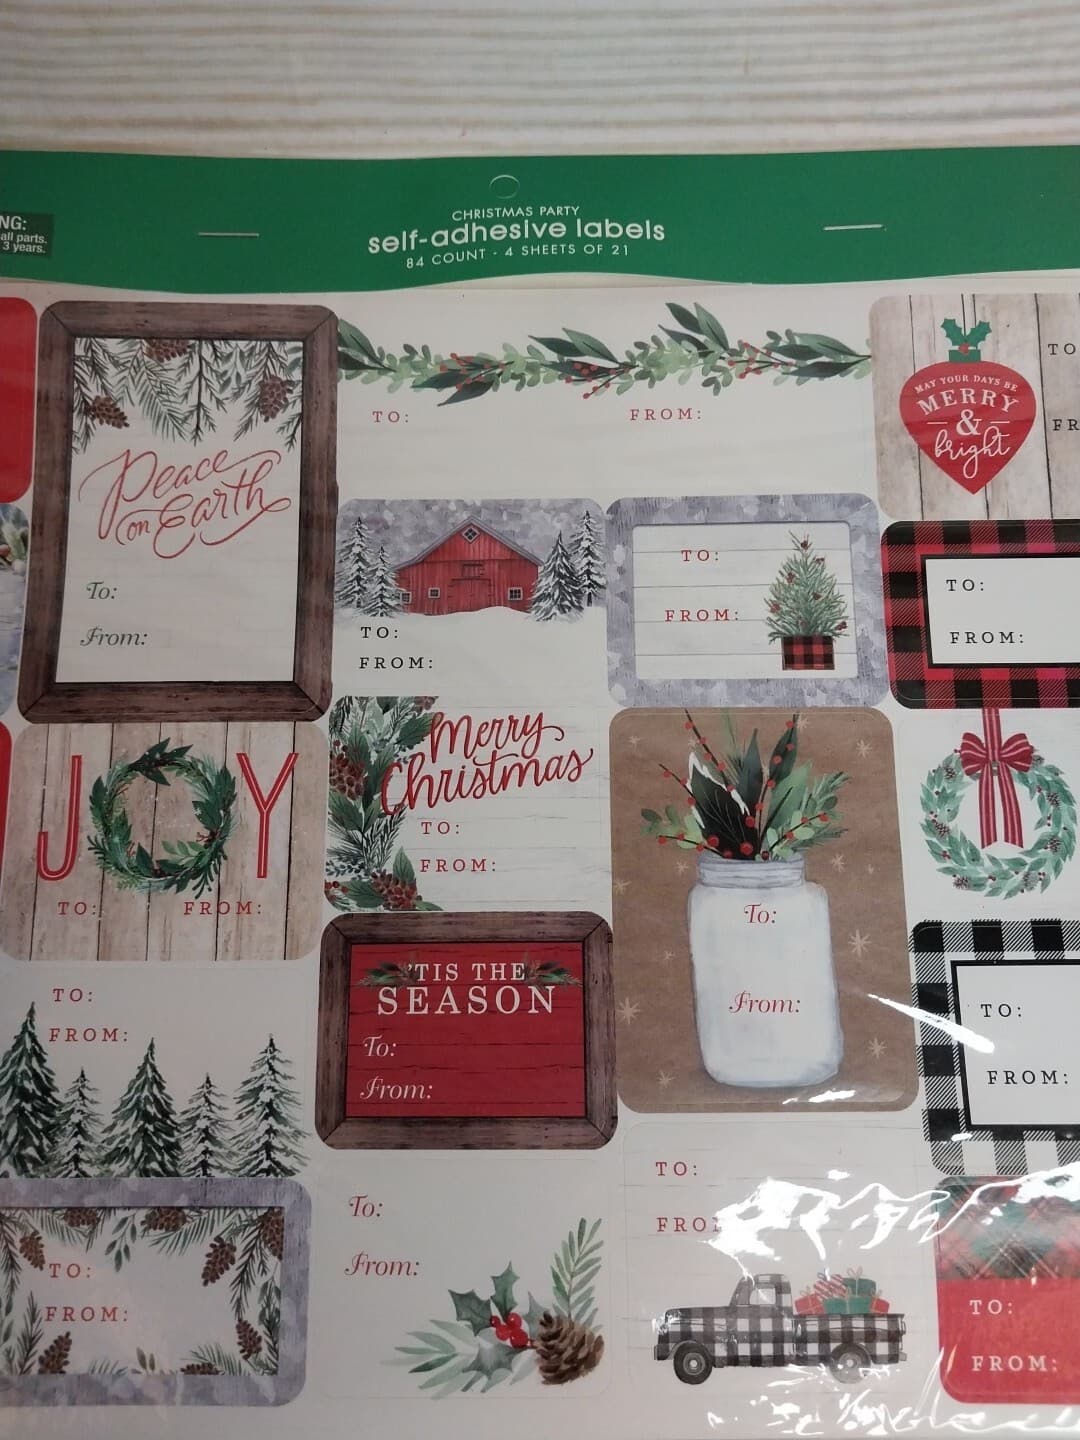 CHRISTMAS PARTY
self-adhesive labels
84 COUNT - 4 SHEETS OF 21
NG:
all parts.
3 years.
Peace
on Earth
To:
From:
TO: FROM:
MAY YOUR DAYS BE
MERRY
&
bright
TO
FR
TO:
FROM:
TO:
FROM:
TO:
FROM:
JOY
TO: FROM:
Merry
Christmas
TO:
FROM:
To:
From:
'TIS THE
SEASON
To:
From:
TO:
FROM:
TO:
FROM:
TO:
FROM:
To:
From:
TO:
FRO
TO:
FROM: